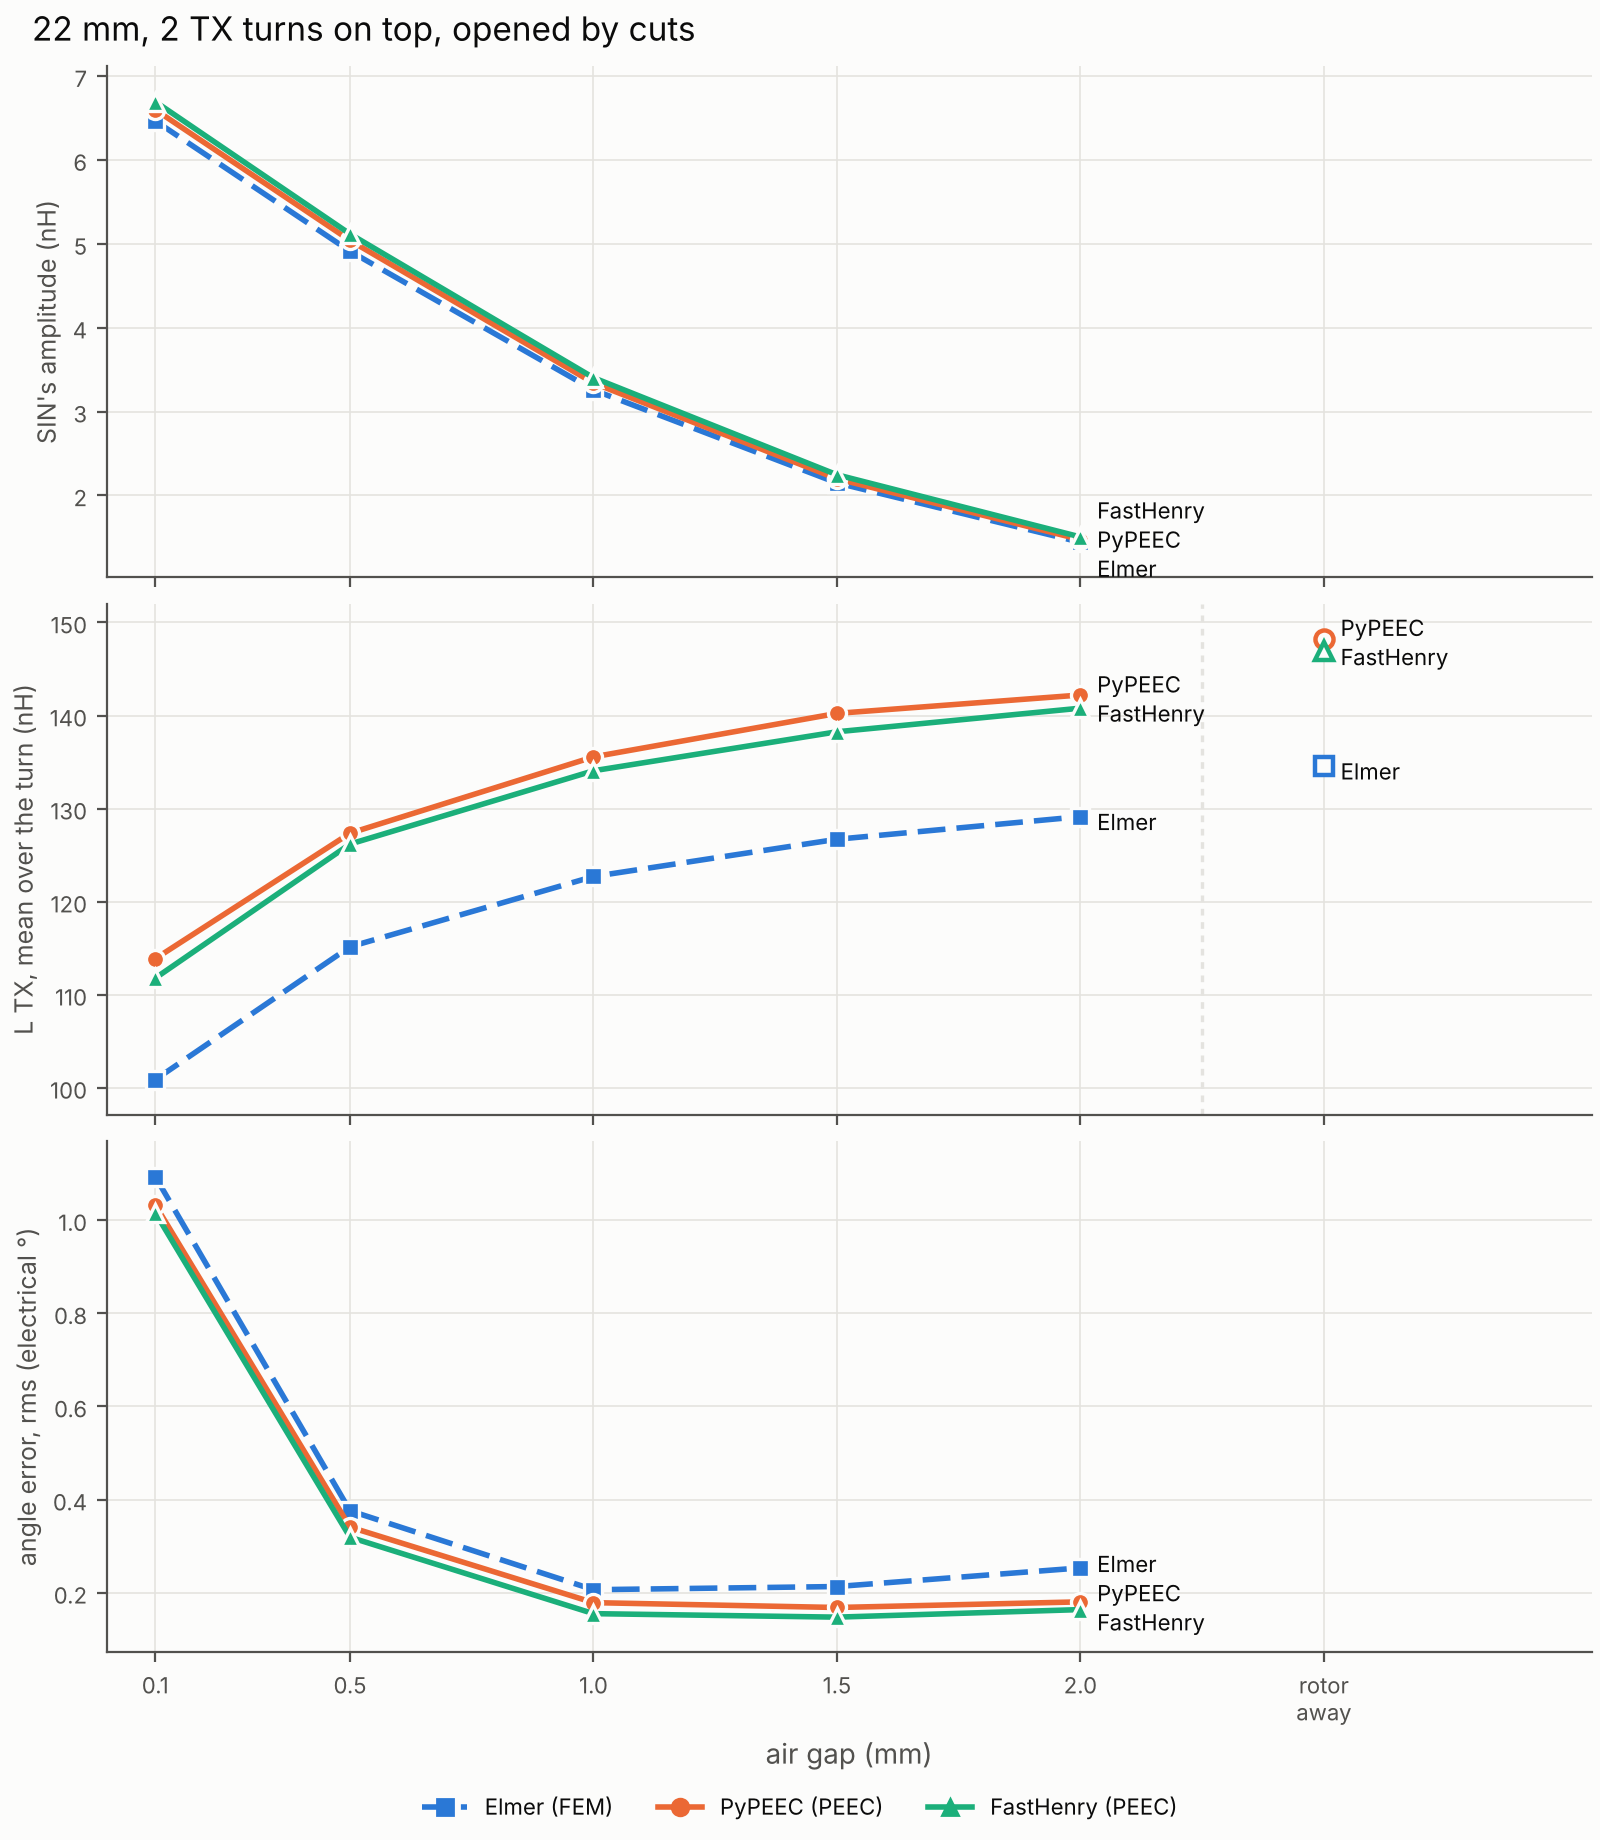 22 mm, 2 TX turns on top, opened by cuts
7
6
5
4
3
2
SIN's amplitude (nH)
FastHenry
PyPEEC
Elmer
150
140
130
120
110
100
L TX, mean over the turn (nH)
PyPEEC
FastHenry
Elmer
PyPEEC
FastHenry
Elmer
1.0
0.8
0.6
0.4
0.2
angle error, rms (electrical °)
Elmer
PyPEEC
FastHenry
0.1 0.5 1.0 1.5 2.0 rotor
away
air gap (mm)
Elmer (FEM) PyPEEC (PEEC) FastHenry (PEEC)